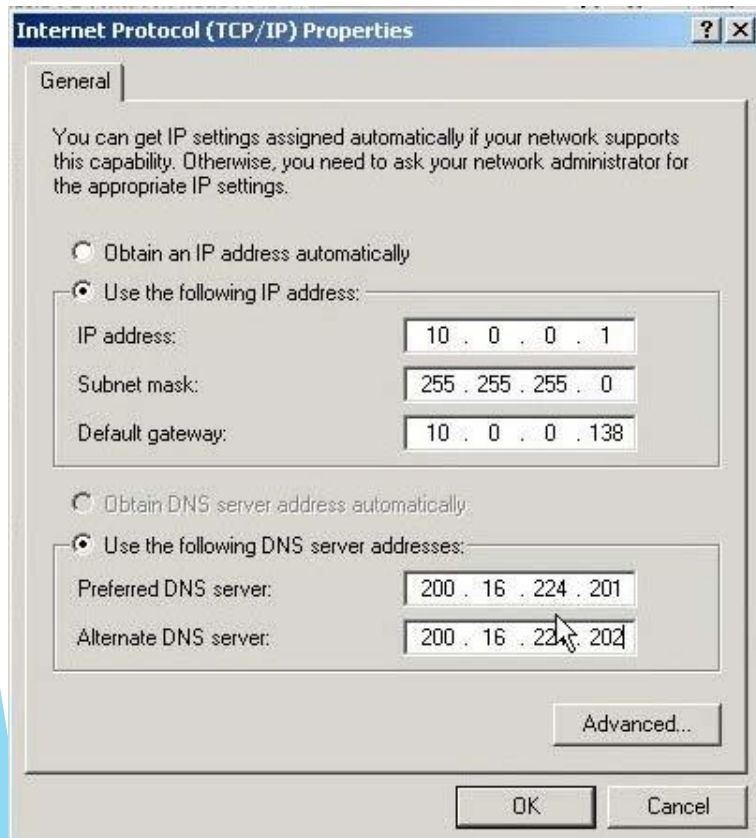 Internet Protocol (TCP/IP) Properties
General
You can get IP settings assigned automatically if your network supports
this capability. Otherwise, you need to ask your network administrator for
the appropriate IP settings.
Obtain an IP address automatically
Use the following IP address:
IP address: 10 . 0 . 0 . 1
Subnet mask: 255 . 255 . 255 . 0
Default gateway: 10 . 0 . 0 . 138
Obtain DNS server address automatically
Use the following DNS server addresses:
Preferred DNS server: 200 . 16 . 224 . 201
Alternate DNS server: 200 . 16 . . 202
Advanced...
OK Cancel